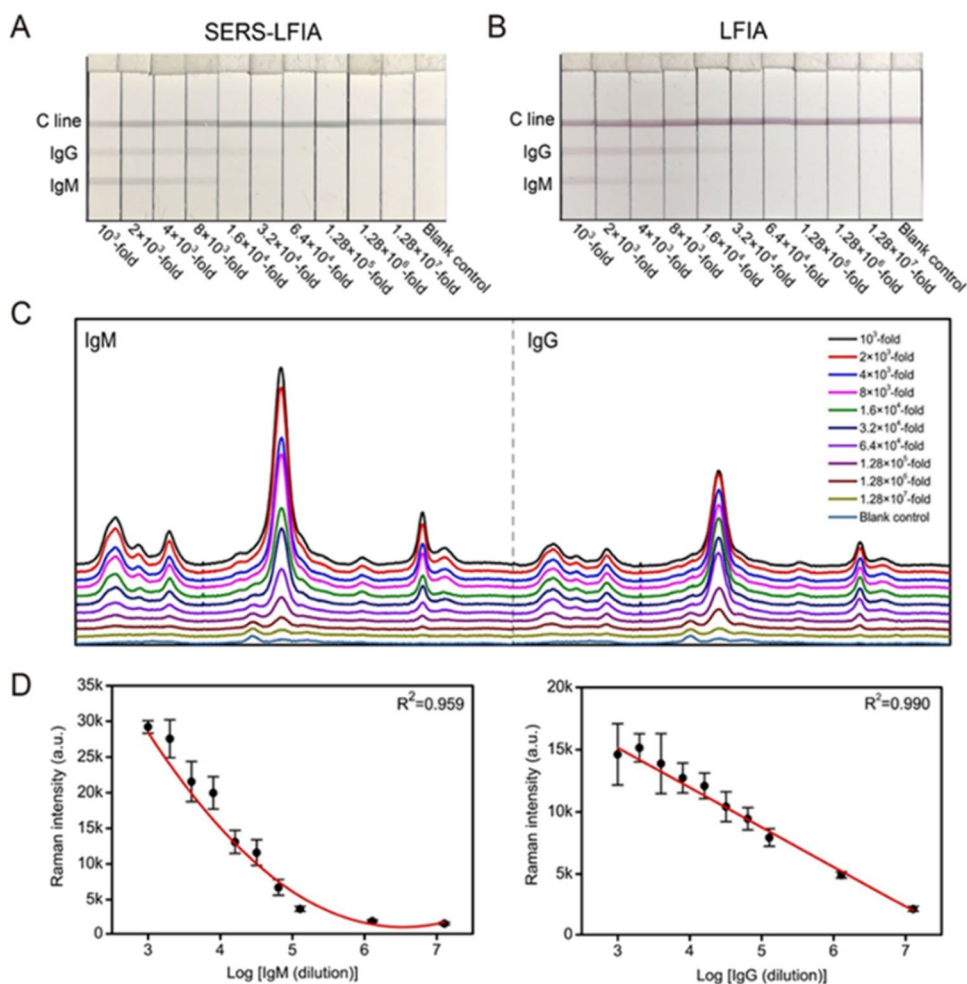 A
SERS-LFIA
C line
IgG
IgM
10³-fold
2×10³-fold
4×10³-fold
8×10³-fold
1.6×10⁴-fold
3.2×10⁴-fold
6.4×10⁴-fold
1.28×10⁵-fold
1.28×10⁶-fold
1.28×10⁷-fold
Blank control
B
LFIA
C line
IgG
IgM
10³-fold
2×10³-fold
4×10³-fold
8×10³-fold
1.6×10⁴-fold
3.2×10⁴-fold
6.4×10⁴-fold
1.28×10⁵-fold
1.28×10⁶-fold
1.28×10⁷-fold
Blank control
C
IgM
IgG
10³-fold
2×10³-fold
4×10³-fold
8×10³-fold
1.6×10⁴-fold
3.2×10⁴-fold
6.4×10⁴-fold
1.28×10⁵-fold
1.28×10⁶-fold
1.28×10⁷-fold
Blank control
D
35k
30k
25k
20k
15k
10k
5k
0
Raman intensity (a.u.)
R²=0.959
3 4 5 6 7
Log [IgM (dilution)]
20k
15k
10k
5k
0
Raman intensity (a.u.)
R²=0.990
3 4 5 6 7
Log [IgG (dilution)]